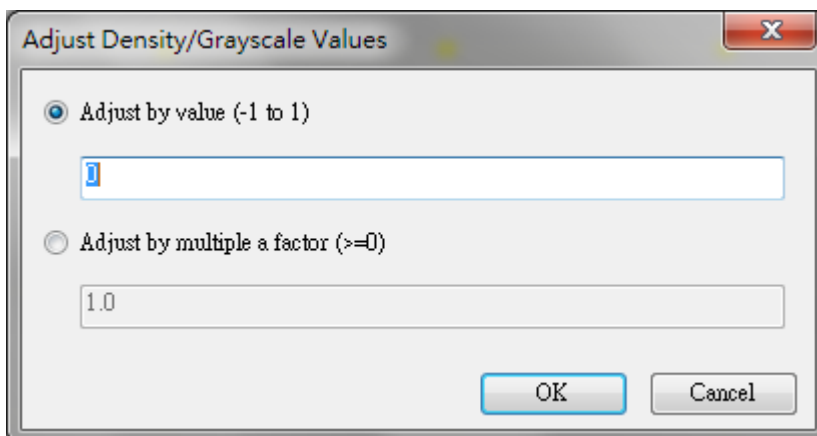 Adjust Density/Grayscale Values
Adjust by value (-1 to 1)
0
Adjust by multiple a factor (>=0)
1.0
OK
Cancel